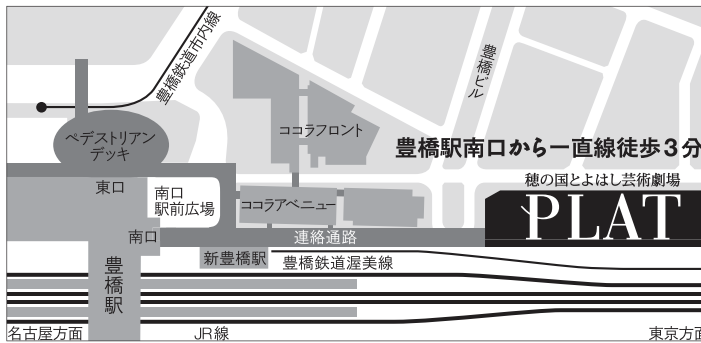 豊橋鉄道市内線
豊橋ビル
ペデストリアン
デッキ
ココラフロント
豊橋駅南口から一直線徒歩3分
穂の国とよはし芸術劇場
PLAT
東口
南口
駅前広場
ココラアベニュー
南口
連絡通路
新豊橋駅
豊橋鉄道渥美線
豊橋駅
名古屋方面
JR線
東京方面